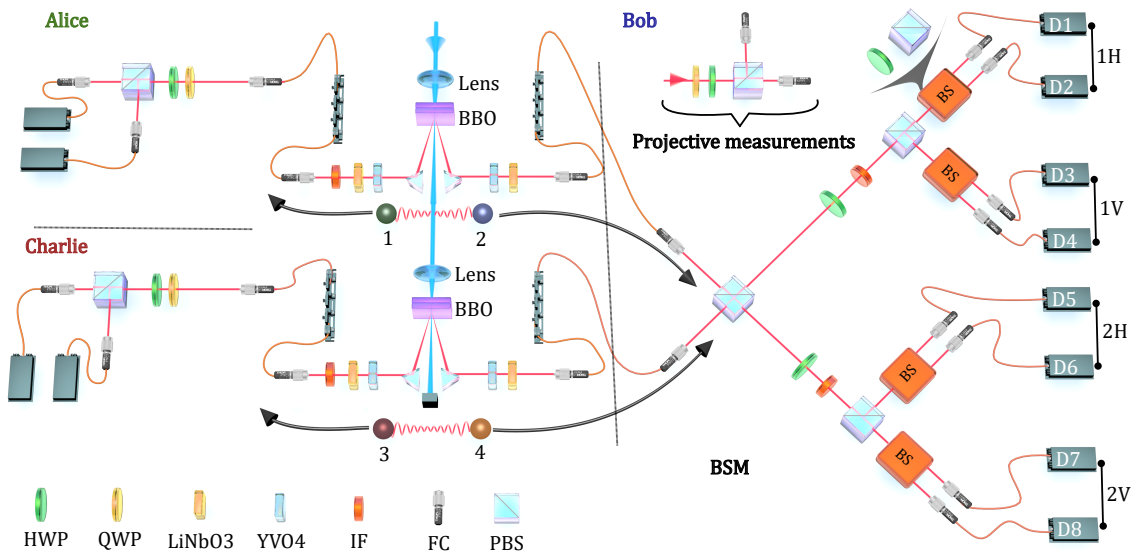 Alice
Bob
Lens
BBO
Projective measurements
1
2
Charlie
Lens
BBO
3
4
BSM
BS
BS
BS
BS
D1
D2
1H
D3
D4
1V
D5
D6
2H
D7
D8
2V
HWP
QWP
LiNbO3
YVO4
IF
FC
PBS